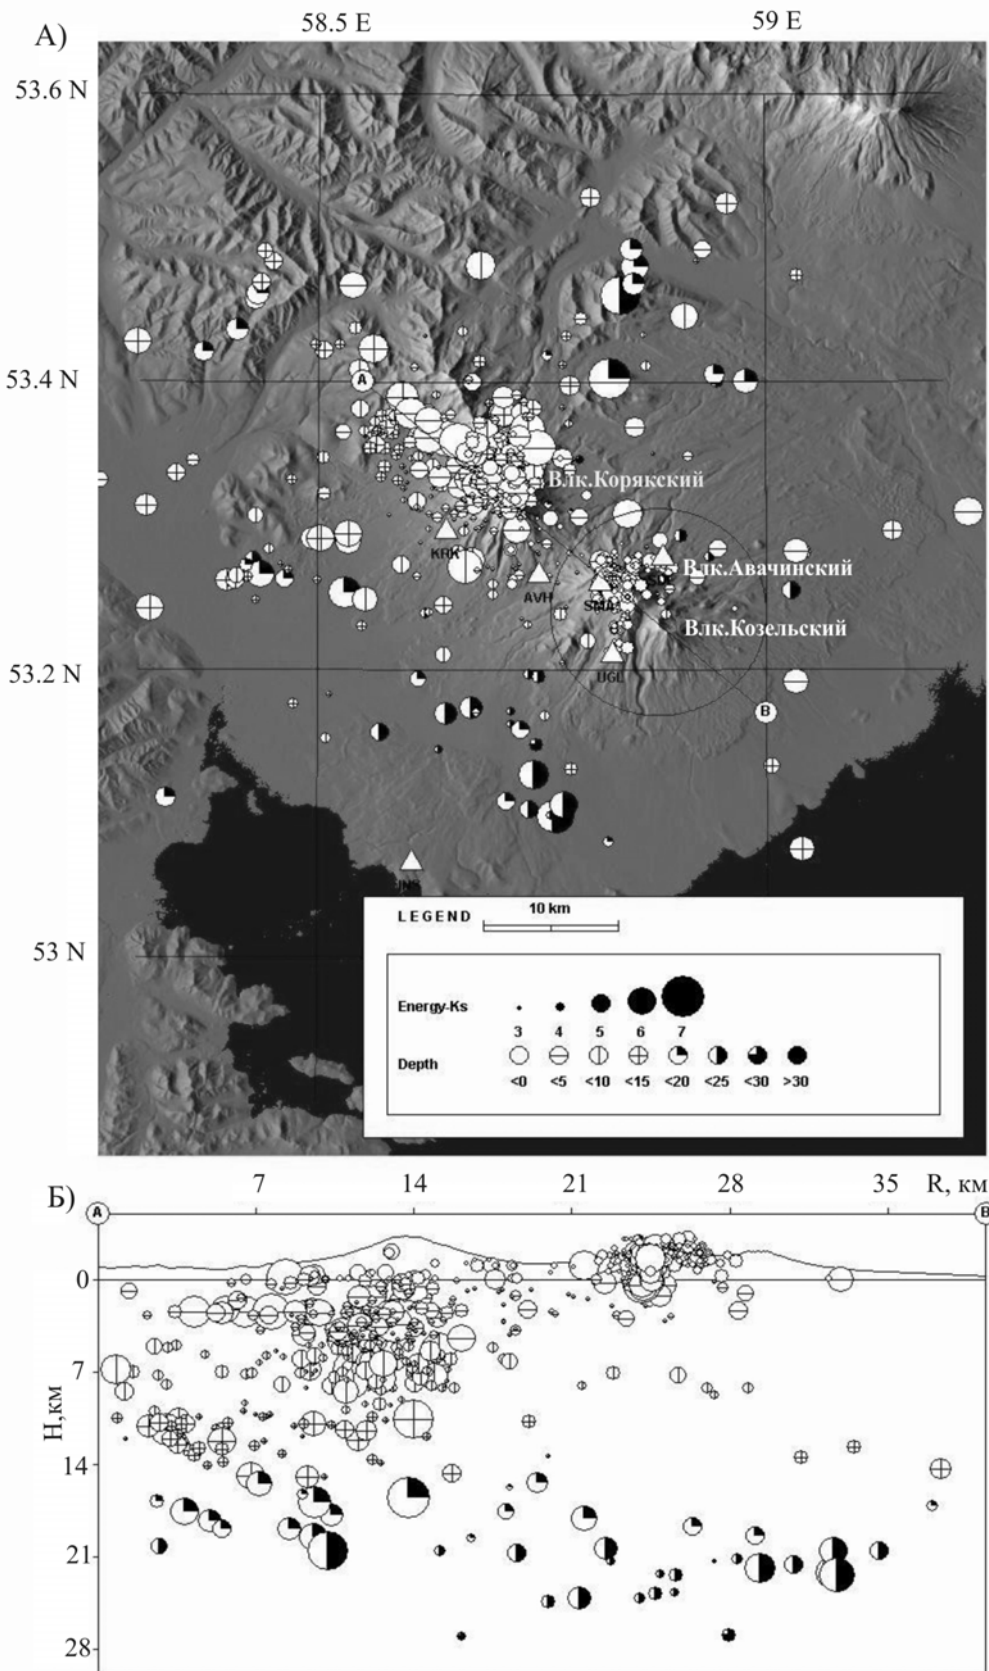 А)
58.5 E 59 E
53.6 N
53.4 N
A
Влк.Корякский
KRK
AVH
SMA
Влк.Авачинский
Влк.Козельский
UGL
53.2 N
B
53 N
LEGEND 10 km
Energy-Ks
3 4 5 6 7
Depth
<0 <5 <10 <15 <20 <25 <30 >30
Б)
7 14 21 28 35 R, км
A B
0
7
H,км
14
21
28